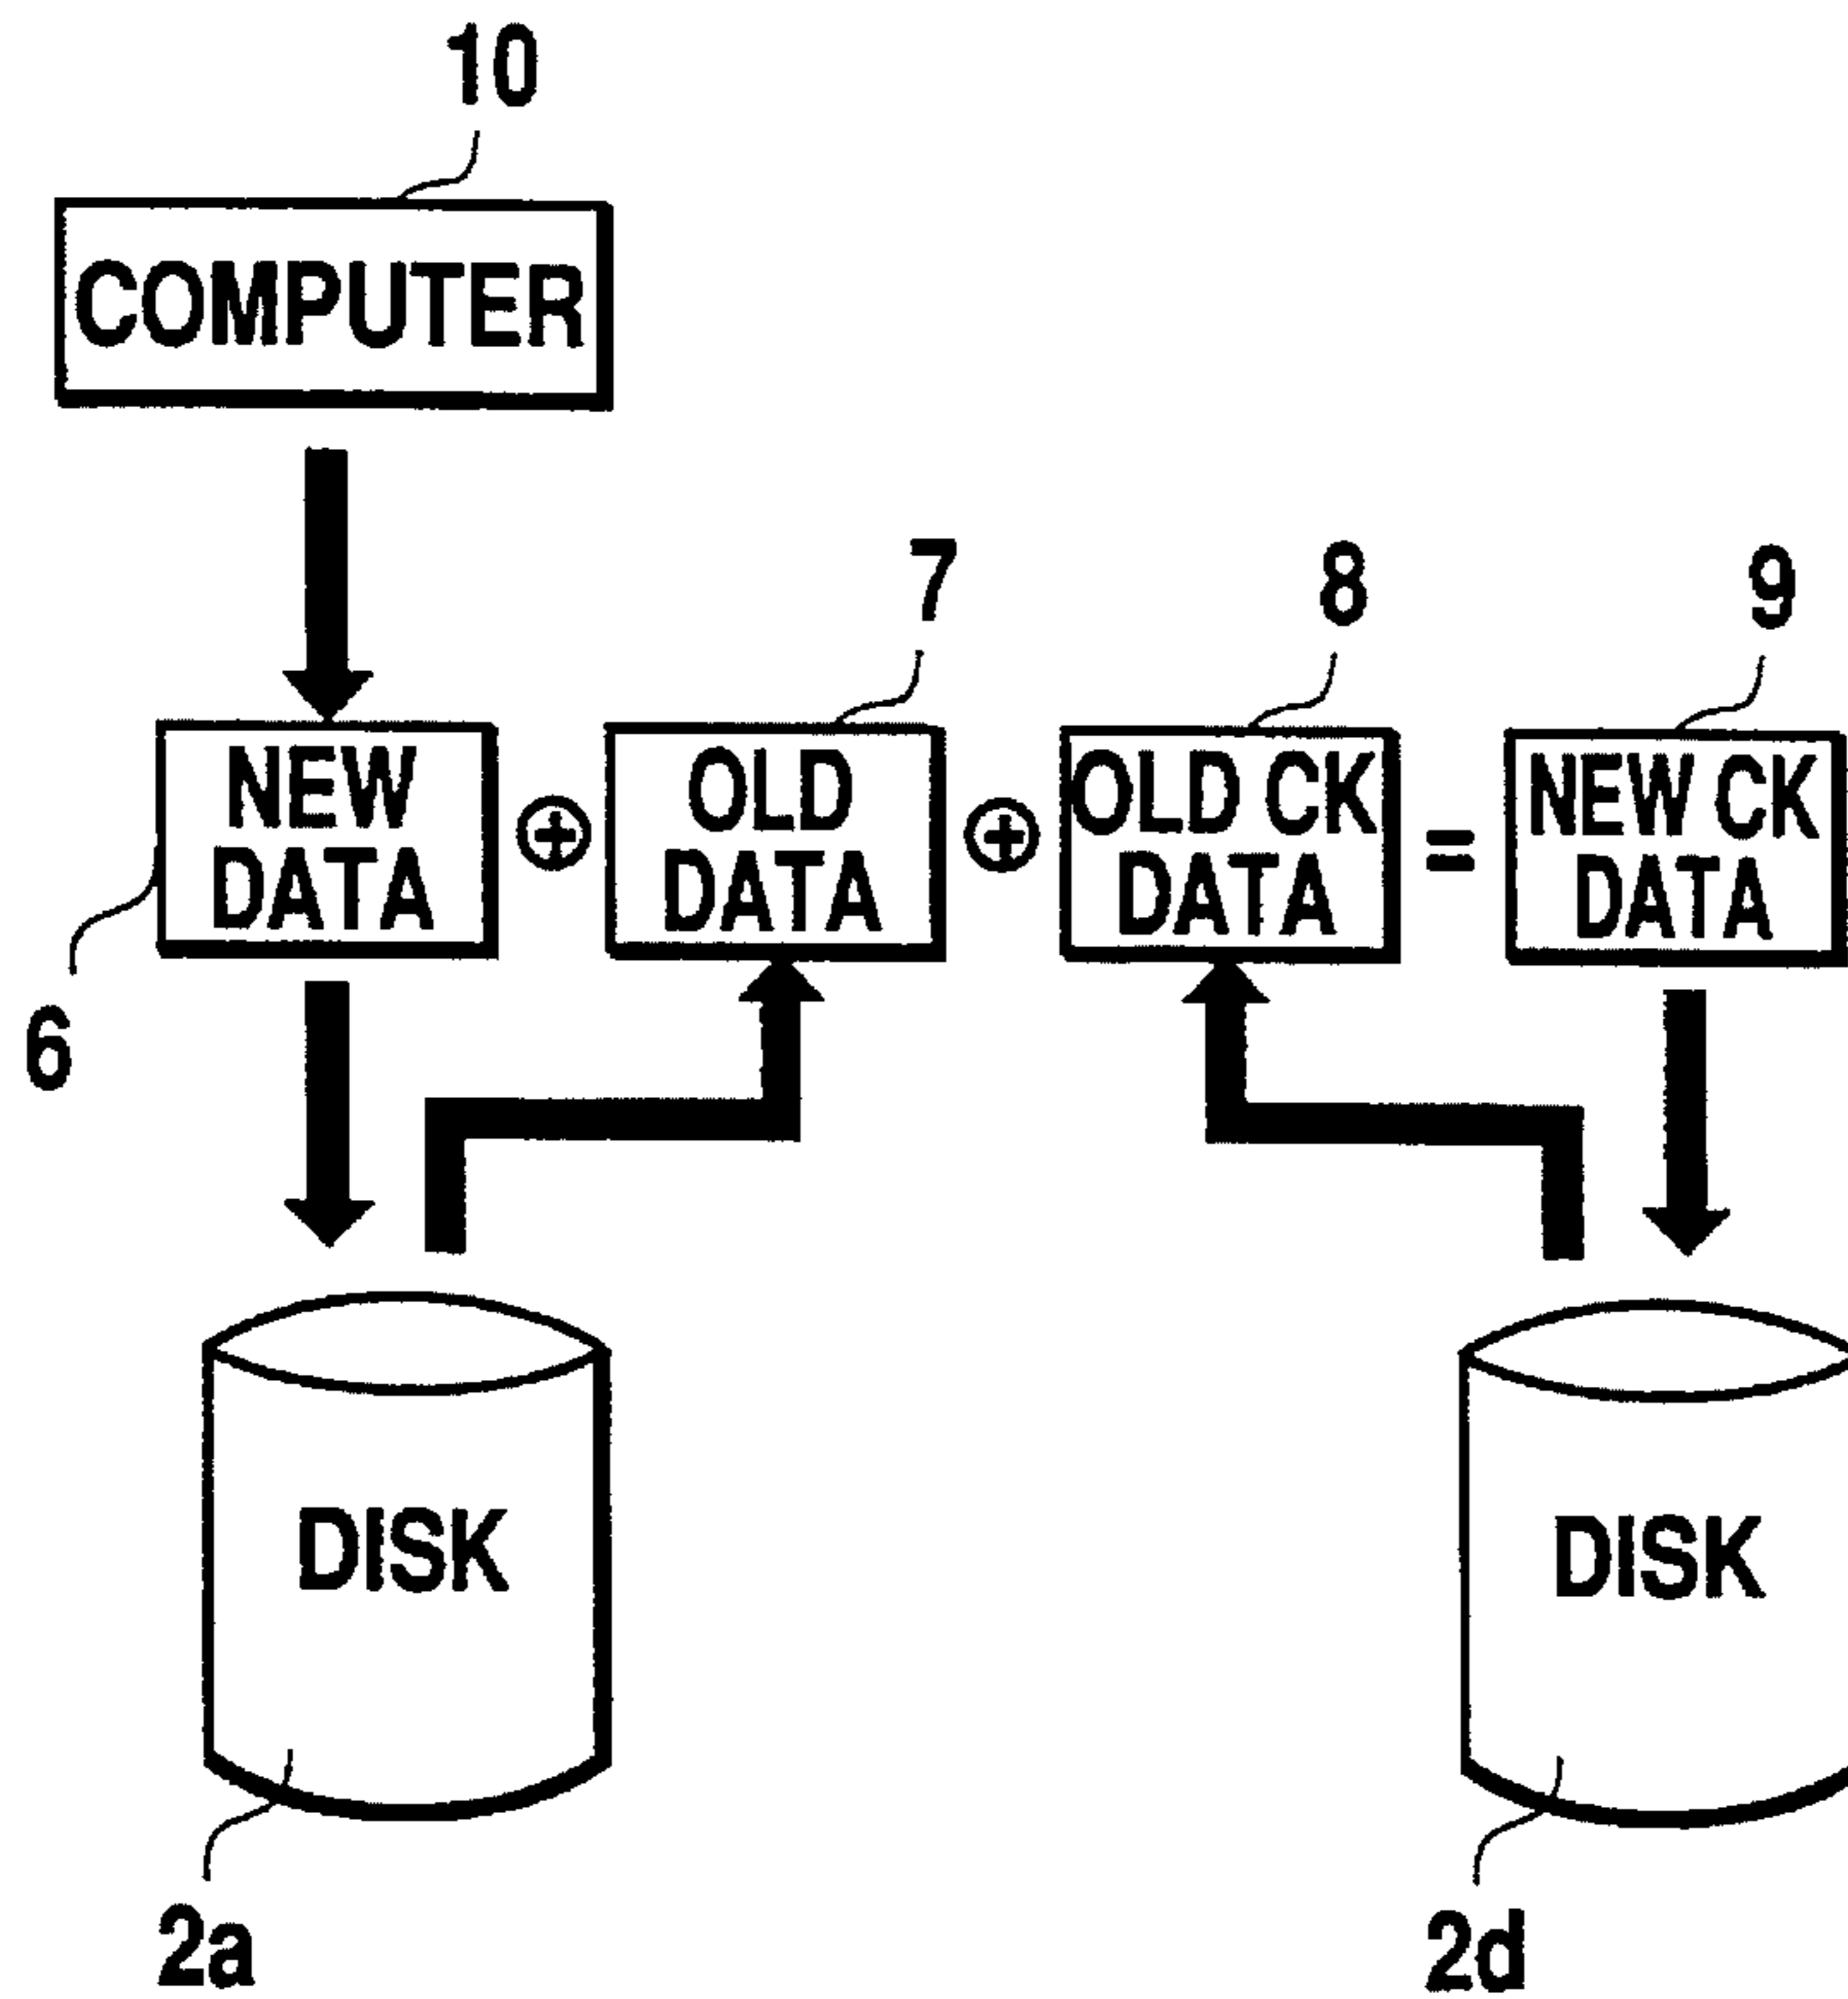 10
COMPUTER
7
8
9
NEW DATA ⊕ OLD DATA ⊕ OLD CK DATA = NEW CK DATA
6
DISK
DISK
2a
2d